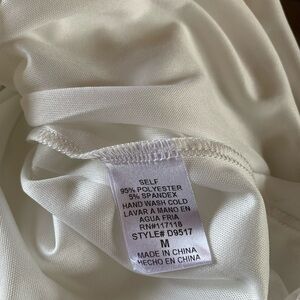 SELF
95% POLYESTER
5% SPANDEX
HAND WASH COLD
LAVAR A MANO EN
AGUA FRIA
RN#117118
STYLE# D9517
M
MADE IN CHINA
HECHO EN CHINA